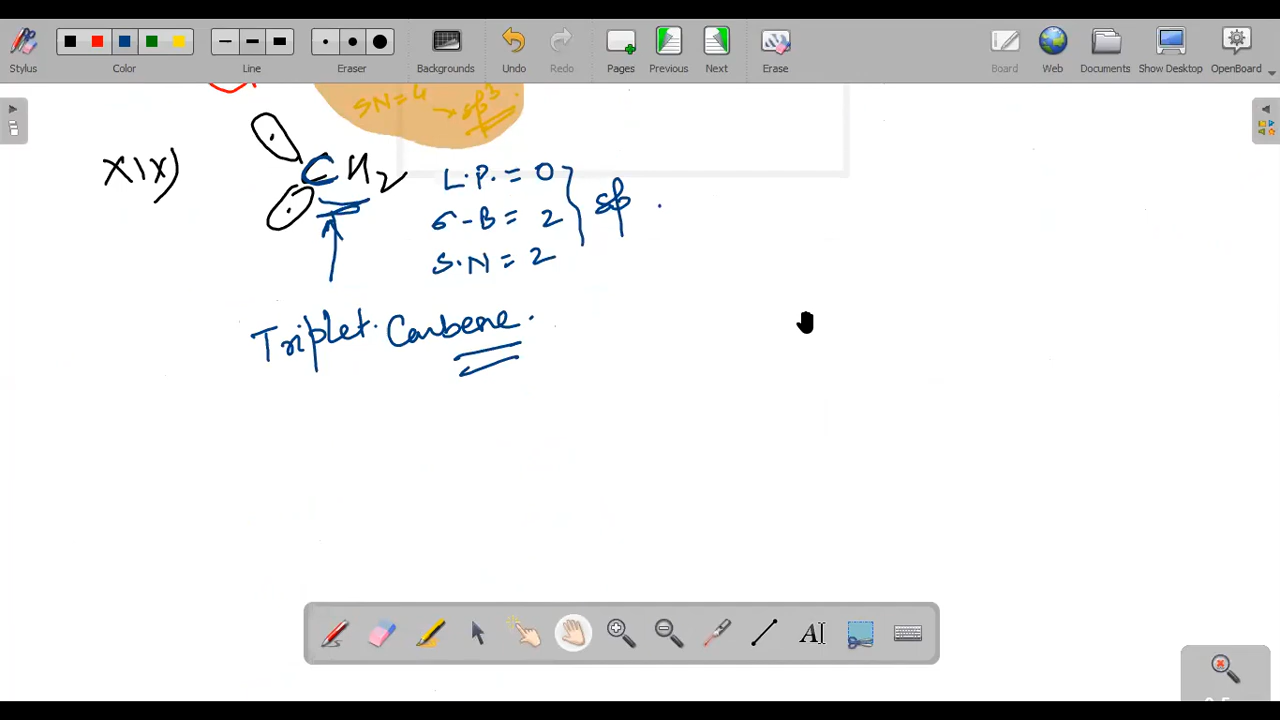 Stylus
Color
Line
Eraser
Backgrounds
Undo
Redo
Pages
Previous
Next
Erase
Board
Web
Documents
Show Desktop
OpenBoard
SN=4 → sp³
XIX)
CH₂
L.P. = 0
σ-B = 2
S.N = 2
sp
Triplet Carbene.